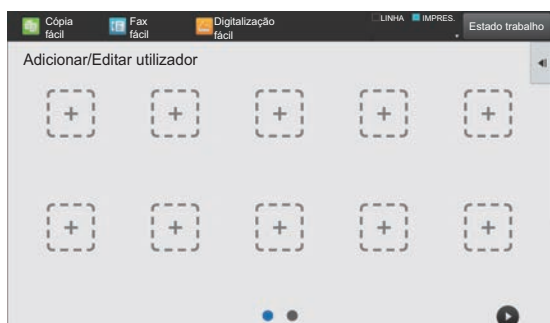 Cópia
fácil
Fax
fácil
Digitalização
fácil
LINHA
IMPRES.
Estado trabalho
Adicionar/Editar utilizador